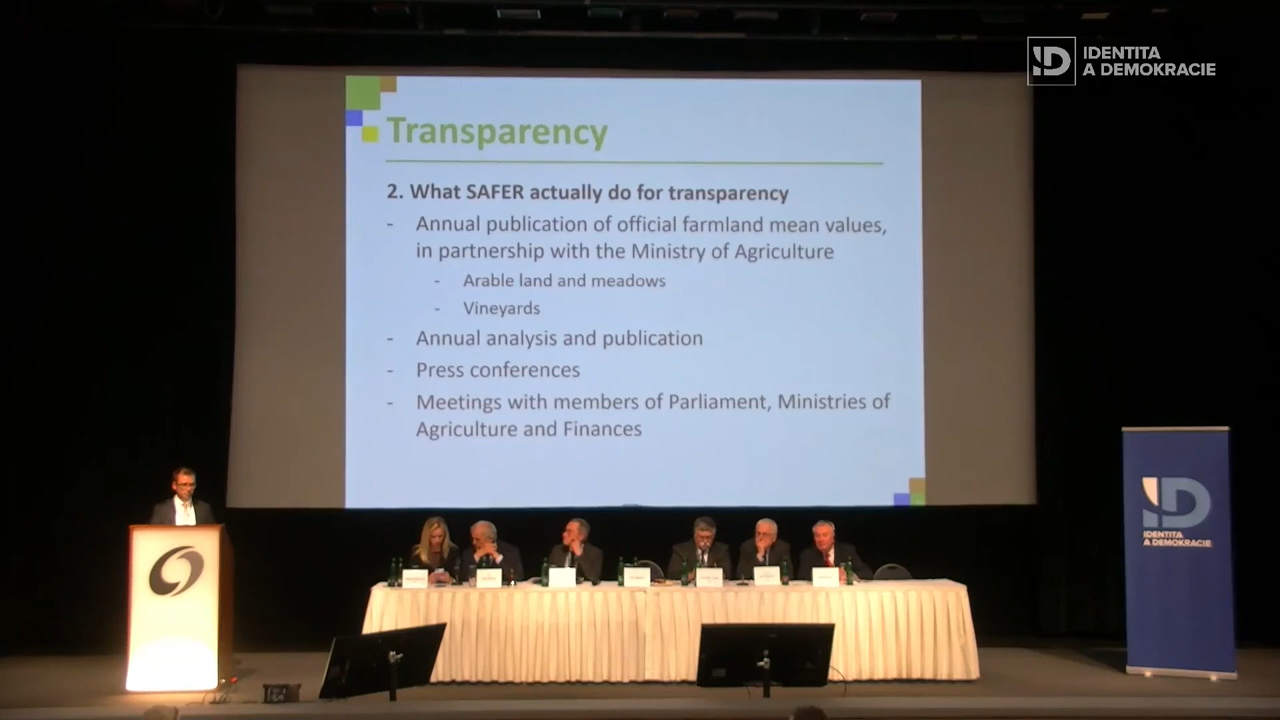 IDENTITA
A DEMOKRACIE
Transparency
2. What SAFER actually do for transparency
- Annual publication of official farmland mean values,
in partnership with the Ministry of Agriculture
- Arable land and meadows
- Vineyards
- Annual analysis and publication
- Press conferences
- Meetings with members of Parliament, Ministries of
Agriculture and Finances
ID
IDENTITA
A DEMOKRACIE